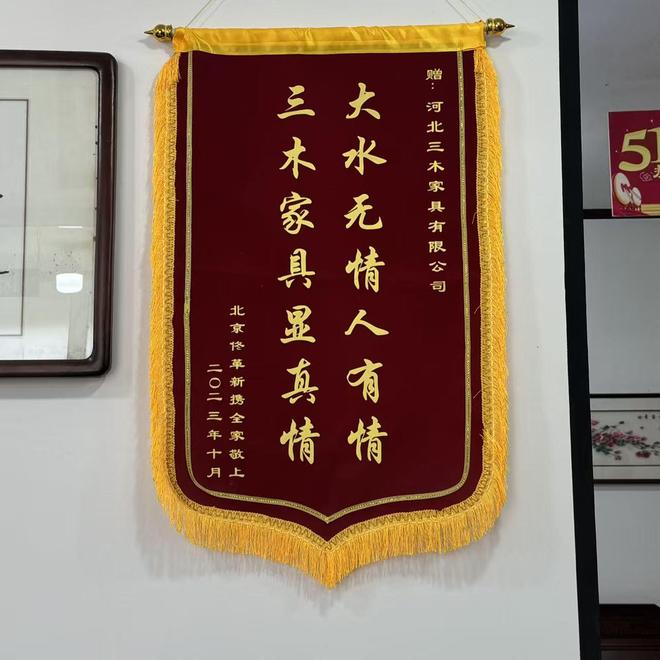 赠：河北三木家具有限公司
大水无情人有情
三木家具显真情
北京佟革新携全家敬上
二〇二三年十月
51